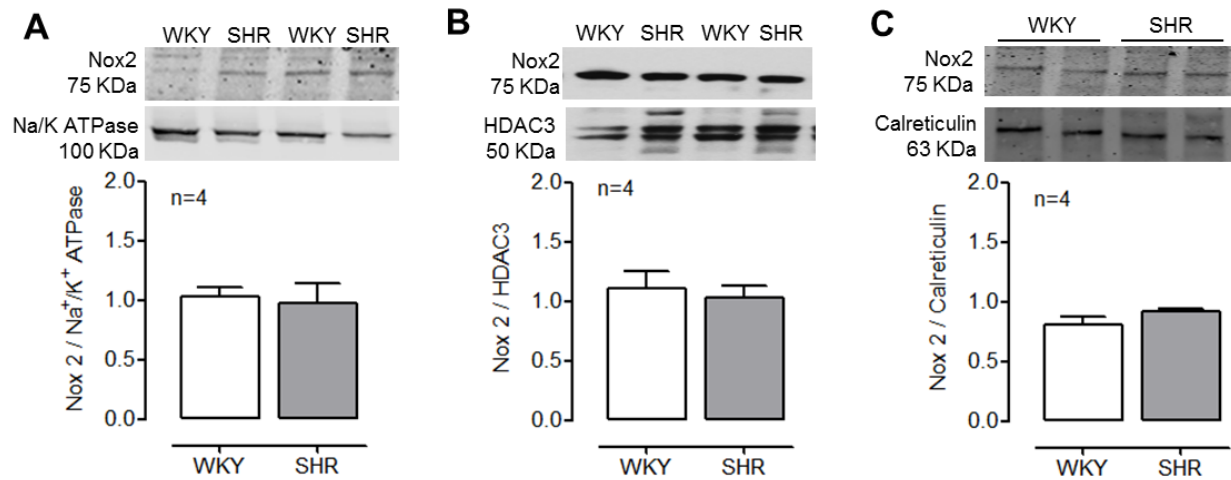 A
WKY SHR WKY SHR
Nox2
75 KDa
Na/K ATPase
100 KDa
n=4
2.0
1.5
1.0
0.5
0.0
Nox 2 / Na⁺/K⁺ ATPase
WKY SHR
B
WKY SHR WKY SHR
Nox2
75 KDa
HDAC3
50 KDa
n=4
2.0
1.5
1.0
0.5
0.0
Nox 2 / HDAC3
WKY SHR
C
WKY SHR
Nox2
75 KDa
Calreticulin
63 KDa
n=4
2.0
1.5
1.0
0.5
0.0
Nox 2 / Calreticulin
WKY SHR